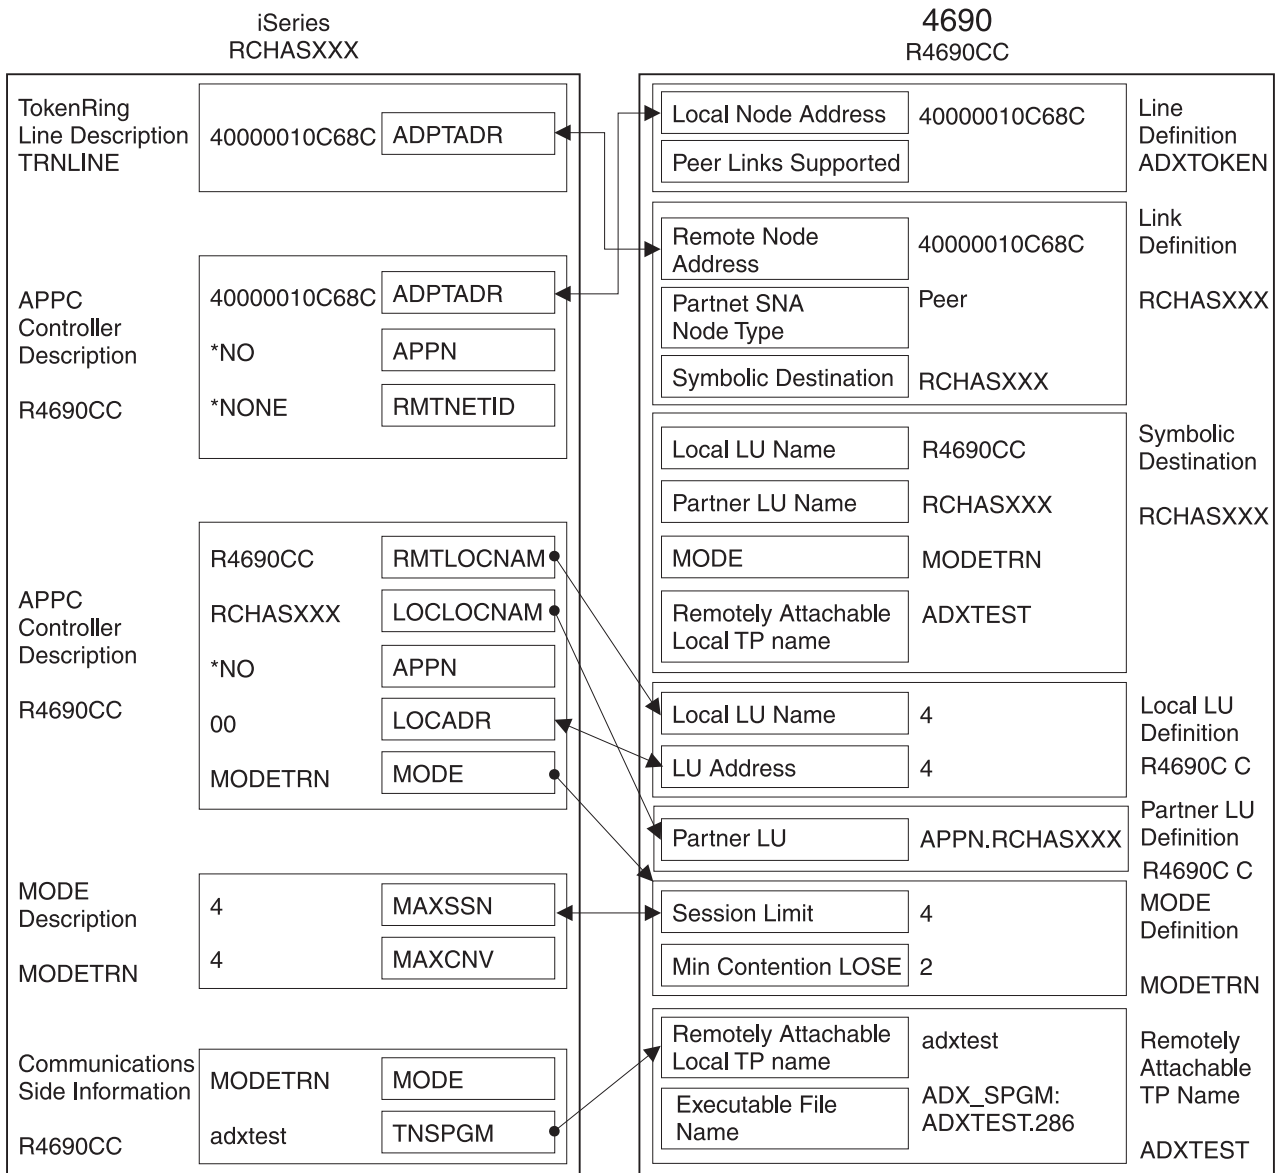 iSeries
RCHASXXX
TokenRing
Line Description
TRNLINE
40000010C68C ADPTADR
APPC
Controller
Description
R4690CC
40000010C68C ADPTADR
*NO APPN
*NONE RMTNETID
APPC
Controller
Description
R4690CC
R4690CC RMTLOCNAM
RCHASXXX LOCLOCNAM
*NO APPN
00 LOCADR
MODETRN MODE
MODE
Description
MODETRN
4 MAXSSN
4 MAXCNV
Communications
Side Information
R4690CC
MODETRN MODE
adxtest TNSPGM
4690
R4690CC
Local Node Address 40000010C68C
Peer Links Supported
Line
Definition
ADXTOKEN
Remote Node
Address
40000010C68C
Partnet SNA
Node Type
Peer
Symbolic Destination RCHASXXX
Link
Definition
RCHASXXX
Local LU Name R4690CC
Partner LU Name RCHASXXX
MODE MODETRN
Remotely Attachable
Local TP name
ADXTEST
Symbolic
Destination
RCHASXXX
Local LU Name 4
LU Address 4
Local LU
Definition
R4690C C
Partner LU APPN.RCHASXXX
Partner LU
Definition
R4690C C
Session Limit 4
Min Contention LOSE 2
MODE
Definition
MODETRN
Remotely Attachable
Local TP name
adxtest
Executable File
Name
ADX_SPGM:
ADXTEST.286
Remotely
Attachable
TP Name
ADXTEST